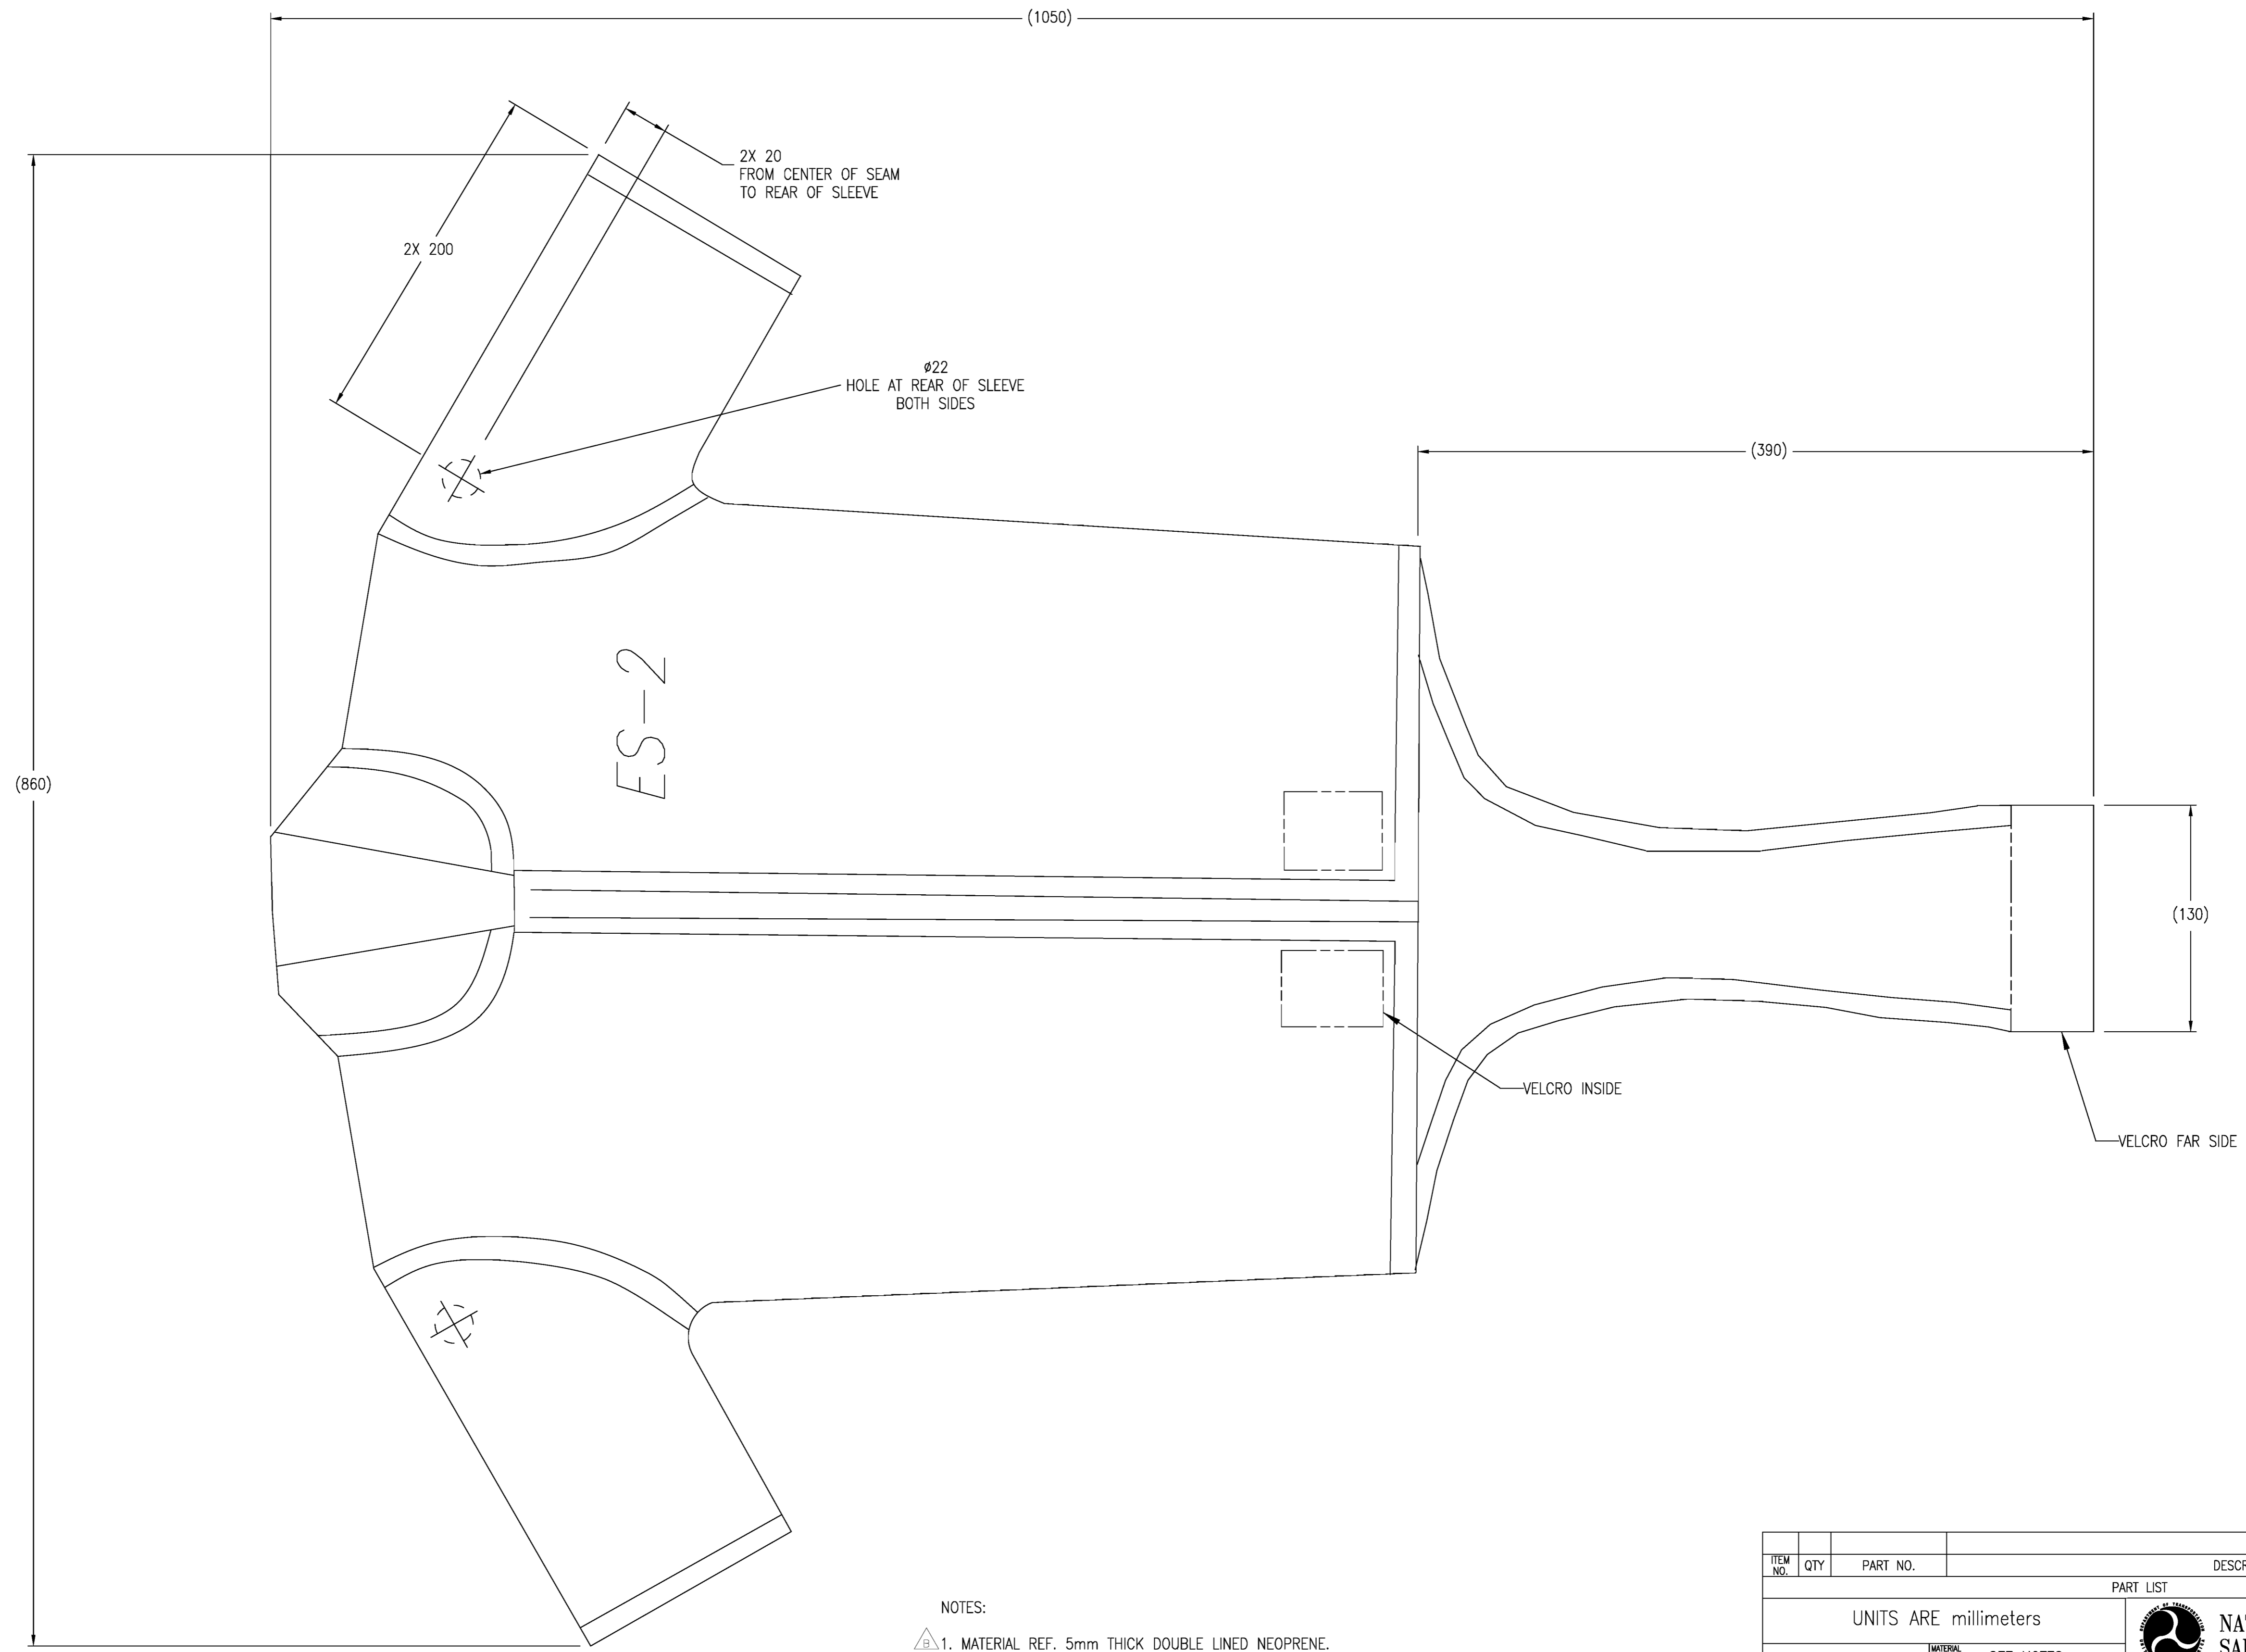 (1050)
2X 20
FROM CENTER OF SEAM
TO REAR OF SLEEVE
2X 200
ø22
HOLE AT REAR OF SLEEVE
BOTH SIDES
(390)
ES-2
(860)
(130)
VELCRO INSIDE
VELCRO FAR SIDE
NOTES:
B 1. MATERIAL REF. 5mm THICK DOUBLE LINED NEOPRENE.
ITEM NO. QTY PART NO.
PART LIST
UNITS ARE millimeters
MATERIAL